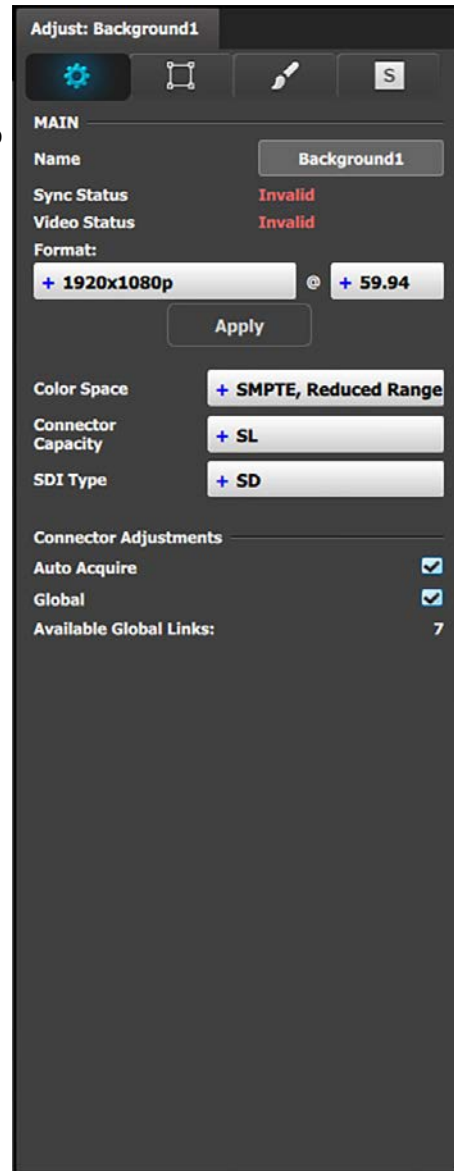 Adjust: Background1
S
MAIN
Name Background1
Sync Status Invalid
Video Status Invalid
Format:
+ 1920x1080p @ + 59.94
Apply
Color Space + SMPTE, Reduced Range
Connector
Capacity + SL
SDI Type + SD
Connector Adjustments
Auto Acquire
Global
Available Global Links: 7